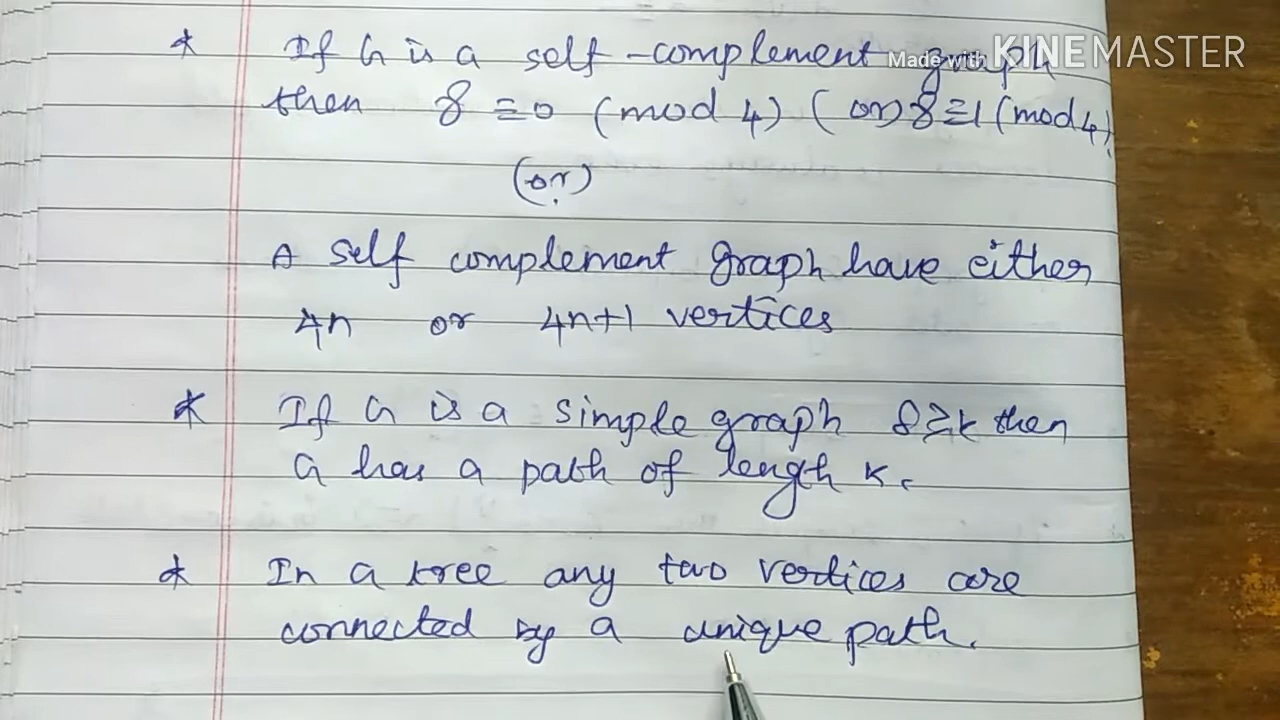 * If G is a self-complement graph
Made with KINEMASTER
then δ ≡ 0 (mod 4) (or) δ ≡ 1 (mod 4).
(or)
A self complement graph have either
4n or 4n+1 vertices
* If G is a simple graph δ ≥ k then
G has a path of length K.
* In a tree any two vertices are
connected by a unique path.